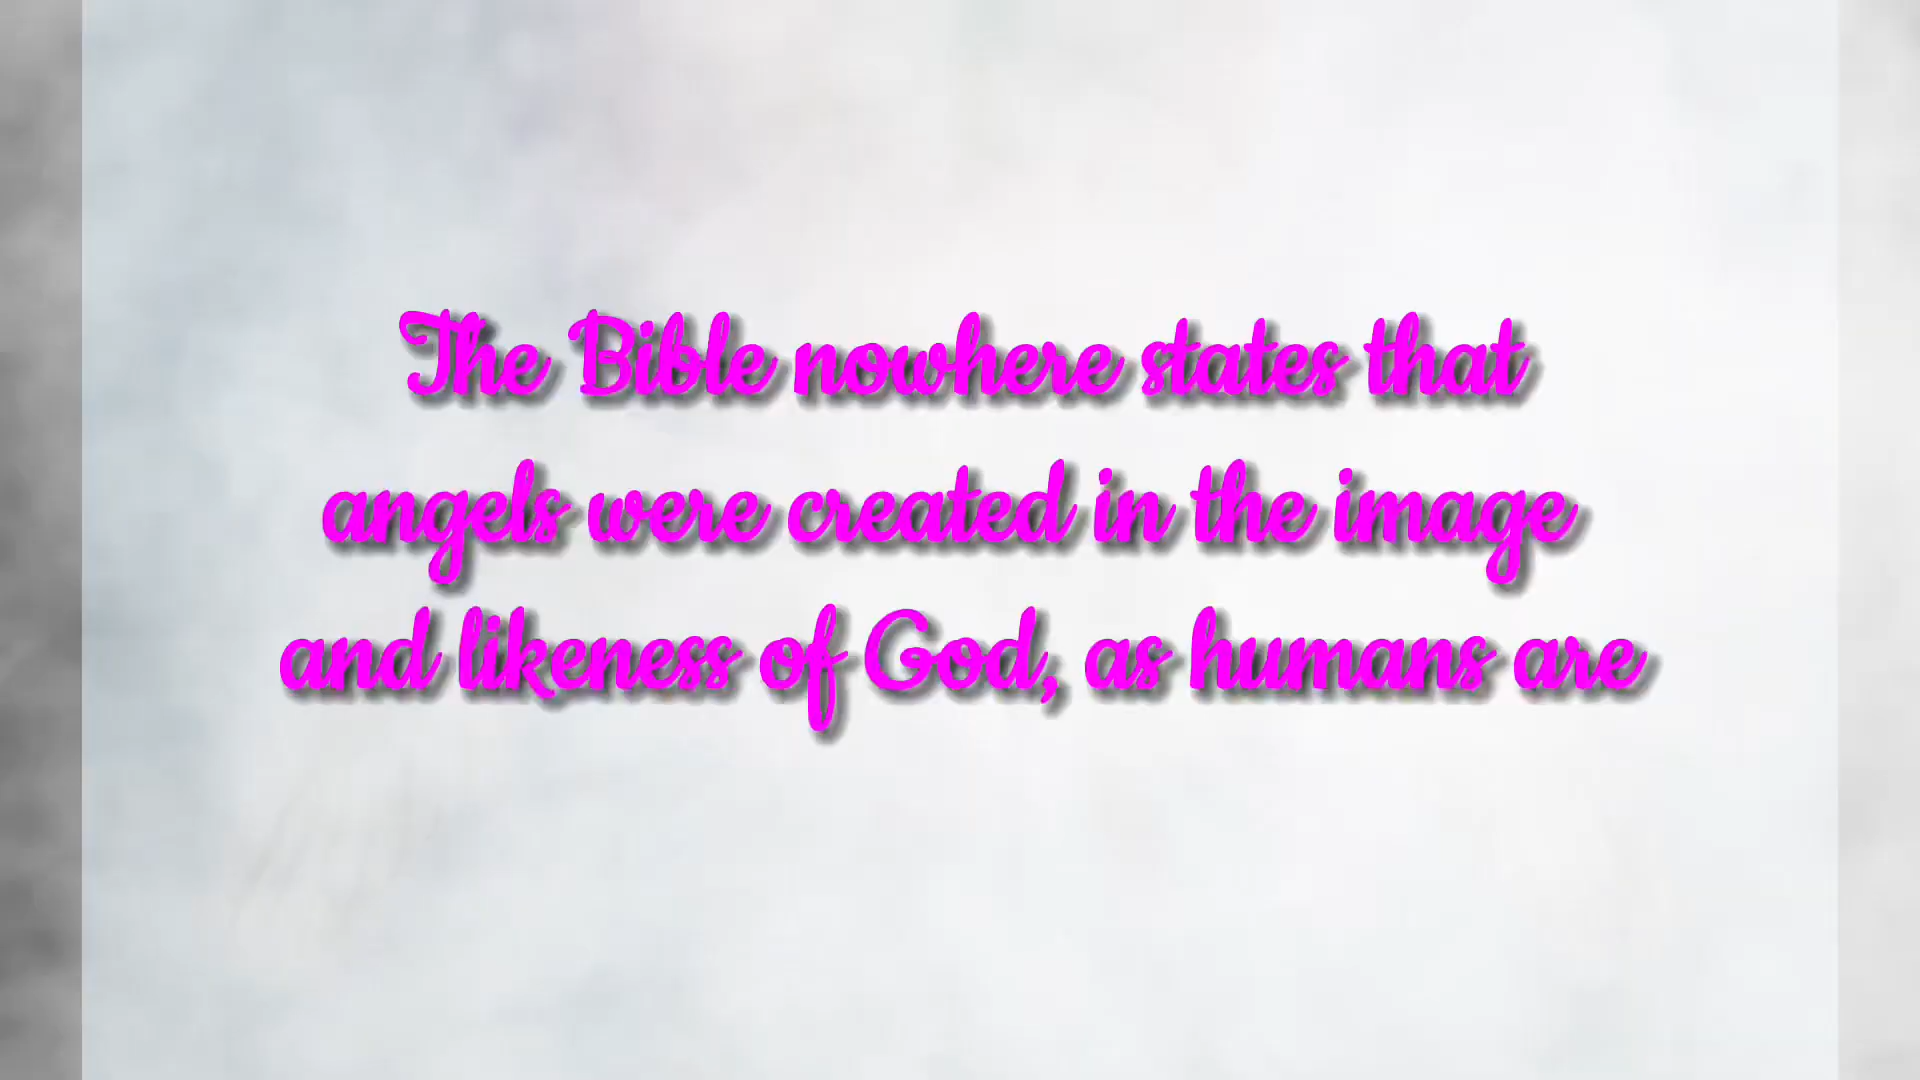 The Bible nowhere states that
angels were created in the image
and likeness of God, as humans are